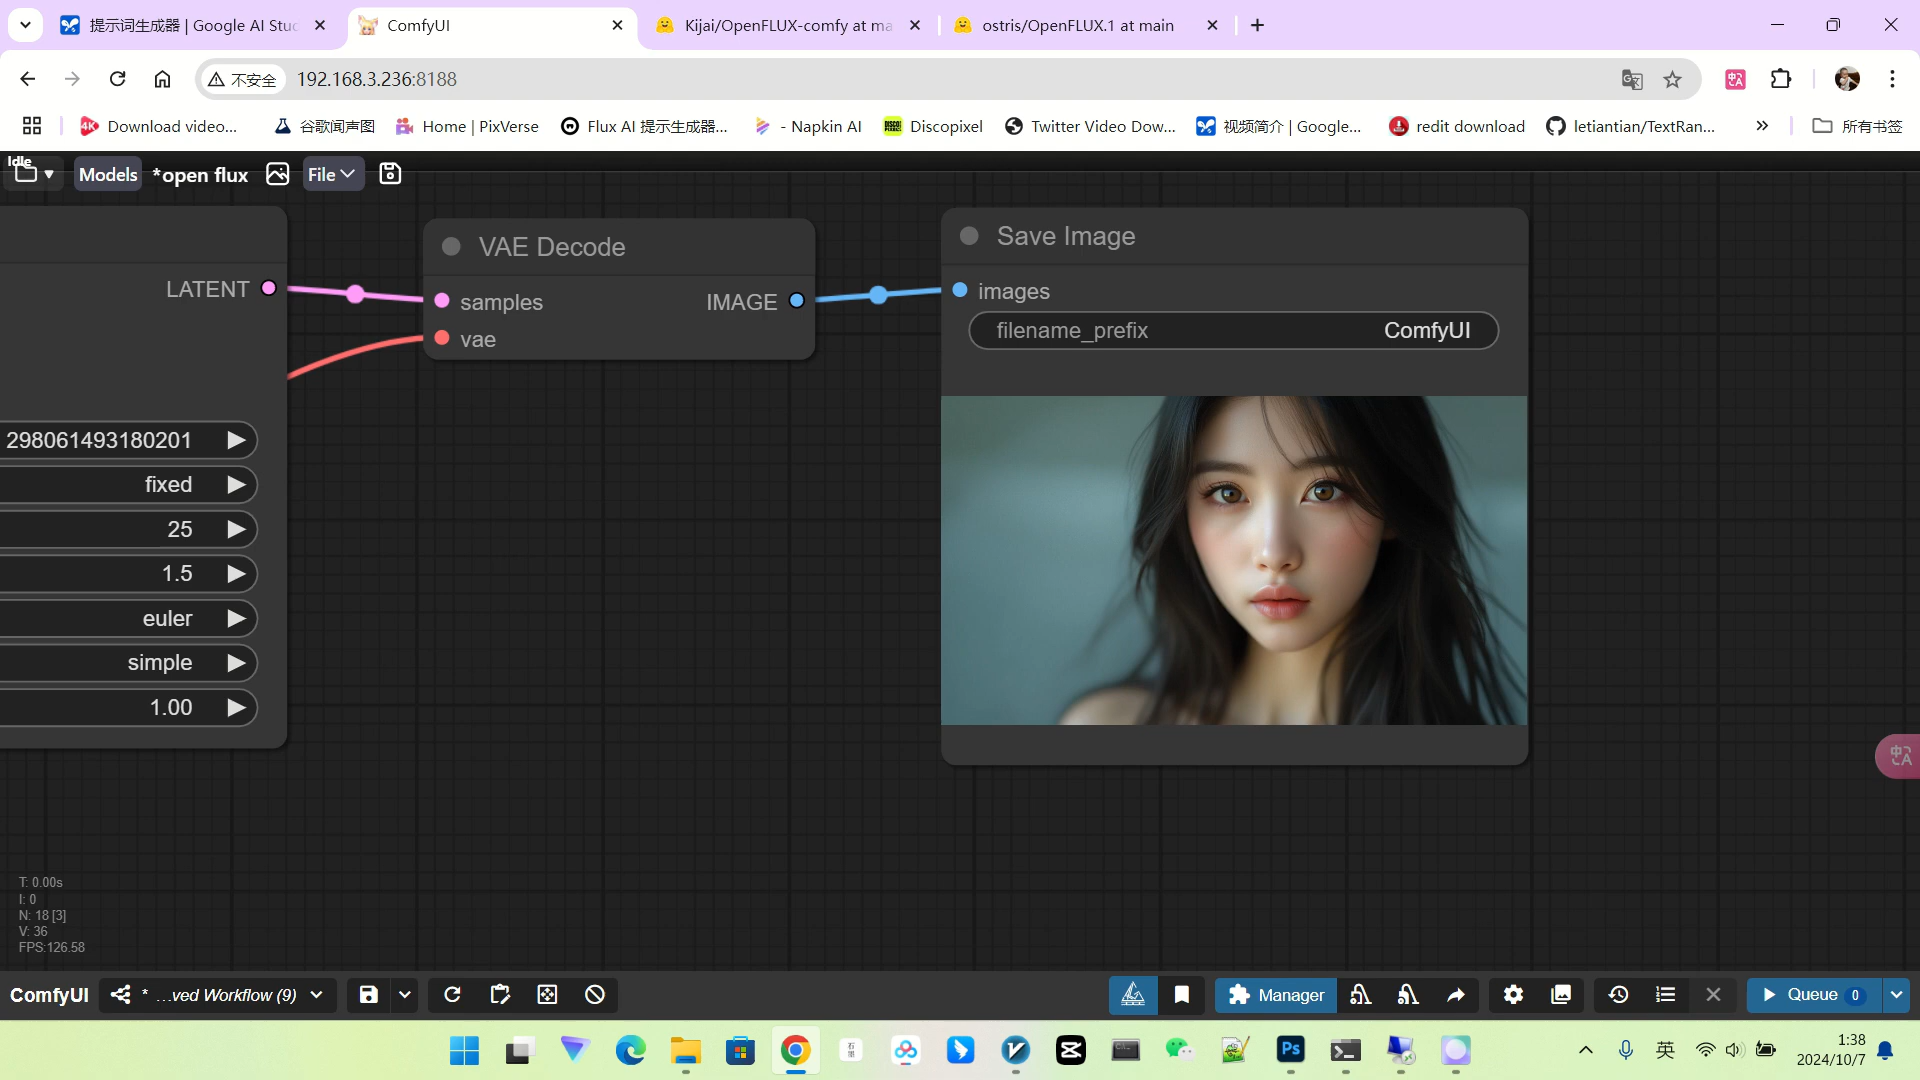 提示词生成器 | Google AI Stuc
ComfyUI
Kijai/OpenFLUX-comfy at ma
ostris/OpenFLUX.1 at main
不安全
192.168.3.236:8188
Download video...
谷歌闻声图
Home | PixVerse
Flux AI 提示生成器...
- Napkin AI
Discopixel
Twitter Video Dow...
视频简介 | Google...
redit download
letiantian/TextRan...
所有书签
Idle
Models
*open flux
File
LATENT
VAE Decode
samples
IMAGE
vae
Save Image
images
filename_prefix
ComfyUI
298061493180201
fixed
25
1.5
euler
simple
1.00
T: 0.00s
I: 0
N: 18 [3]
V: 36
FPS:126.58
ComfyUI
* ...ved Workflow (9)
Manager
Queue 0
石墨
Ps
英
1:38
2024/10/7